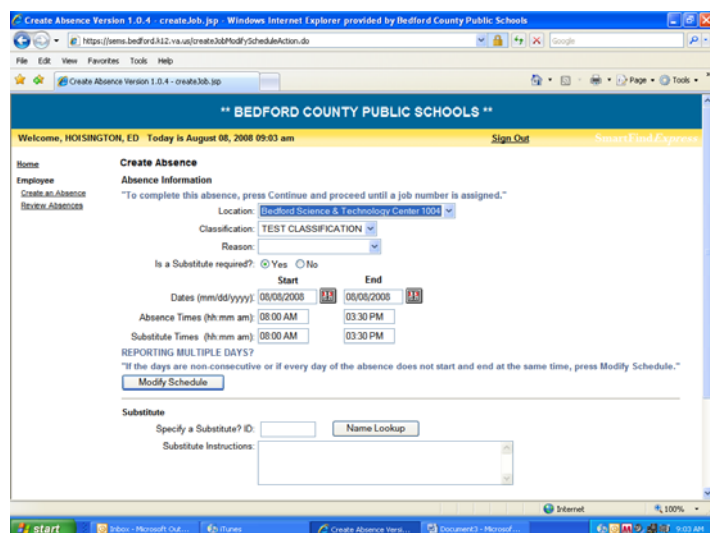 Create Absence Version 1.0.4 - createJob.jsp - Windows Internet Explorer provided by Bedford County Public Schools
https://sems.bedford.k12.va.us/createJobModifyScheduleAction.do
Google
File Edit View Favorites Tools Help
Create Absence Version 1.0.4 - createJob.jsp
Page Tools
** BEDFORD COUNTY PUBLIC SCHOOLS **
Welcome, HOISINGTON, ED Today is August 08, 2008 09:03 am Sign Out SmartFindExpress
Home
Create Absence
Employee
Absence Information
Create an Absence
"To complete this absence, press Continue and proceed until a job number is assigned."
Review Absences
Location: Bedford Science & Technology Center 1004
Classification: TEST CLASSIFICATION
Reason:
Is a Substitute required?: Yes No
Start End
Dates (mm/dd/yyyy): 08/08/2008 08/08/2008
Absence Times (hh:mm am): 08:00 AM 03:30 PM
Substitute Times (hh:mm am): 08:00 AM 03:30 PM
REPORTING MULTIPLE DAYS?
"If the days are non-consecutive or if every day of the absence does not start and end at the same time, press Modify Schedule."
Modify Schedule
Substitute
Specify a Substitute? ID: Name Lookup
Substitute Instructions:
Internet 100%
start Inbox - Microsoft Out... iTunes Create Absence Versi... Document3 - Microsof... 9:03 AM